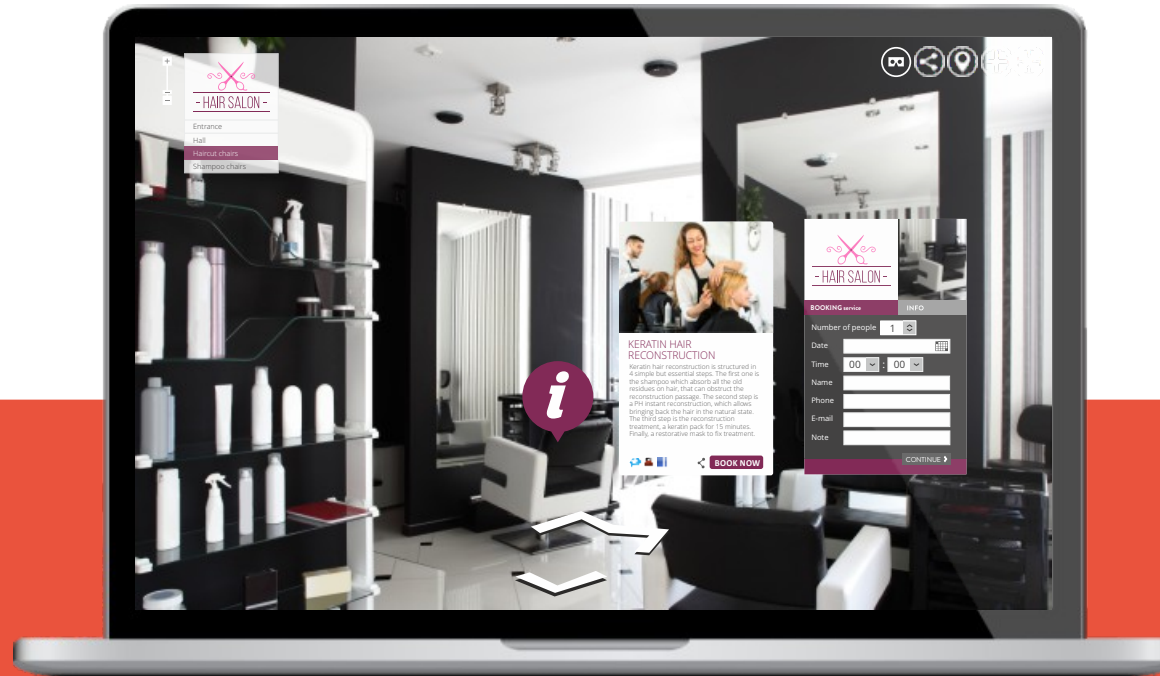 - HAIR SALON -
Entrance
Hall
Haircut chairs
Shampoo chairs
i
KERATIN HAIR
RECONSTRUCTION
Keratin hair reconstruction is structured in
4 simple but essential steps. The first one is
the shampoo which absorb all the old
residues on hair, that can obstruct the
reconstruction passage. The second step is
a PH instant reconstruction, which allows
bringing back the hair in the natural state.
The third step is the reconstruction
treatment, a keratin pack for 15 minutes.
Finally, a restorative mask to fix treatment.
BOOK NOW
- HAIR SALON -
BOOKING service
INFO
Number of people 1
Date
Time 00 : 00
Name
Phone
E-mail
Note
CONTINUE